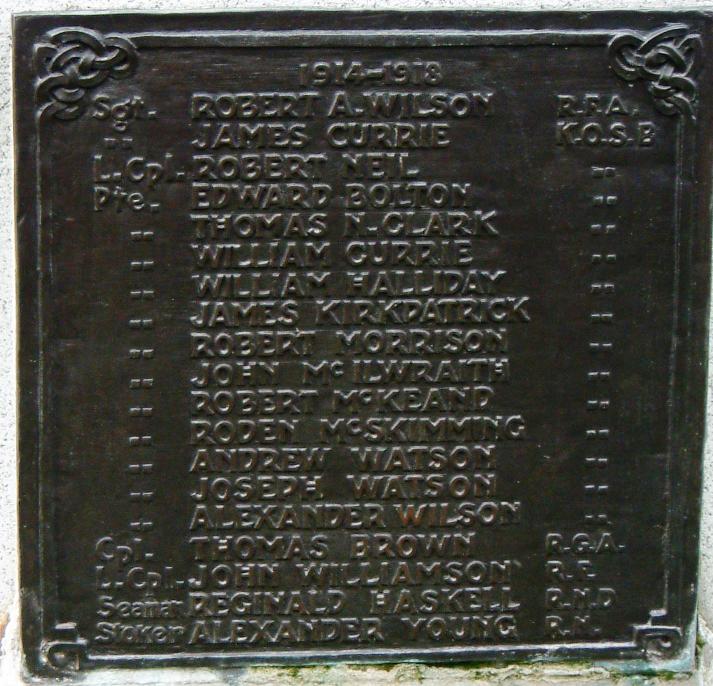 1914-1918
Sgt. ROBERT A. WILSON R.F.A.
" JAMES CURRIE K.O.S.B
L. Cpl. ROBERT NEIL "
Pte. EDWARD BOLTON "
" THOMAS N. CLARK "
" WILLIAM CURRIE "
" WILLIAM HALLIDAY "
" JAMES KIRKPATRICK "
" ROBERT MORRISON "
" JOHN McILWRAITH "
" ROBERT McKEAND "
" RODEN McSKIMMING "
" ANDREW WATSON "
" JOSEPH WATSON "
" ALEXANDER WILSON "
Cpl. THOMAS BROWN R.G.A.
L. Cpl. JOHN WILLIAMSON R.F.
REGINALD HASKELL R.N.D
Stoker ALEXANDER YOUNG R.N.